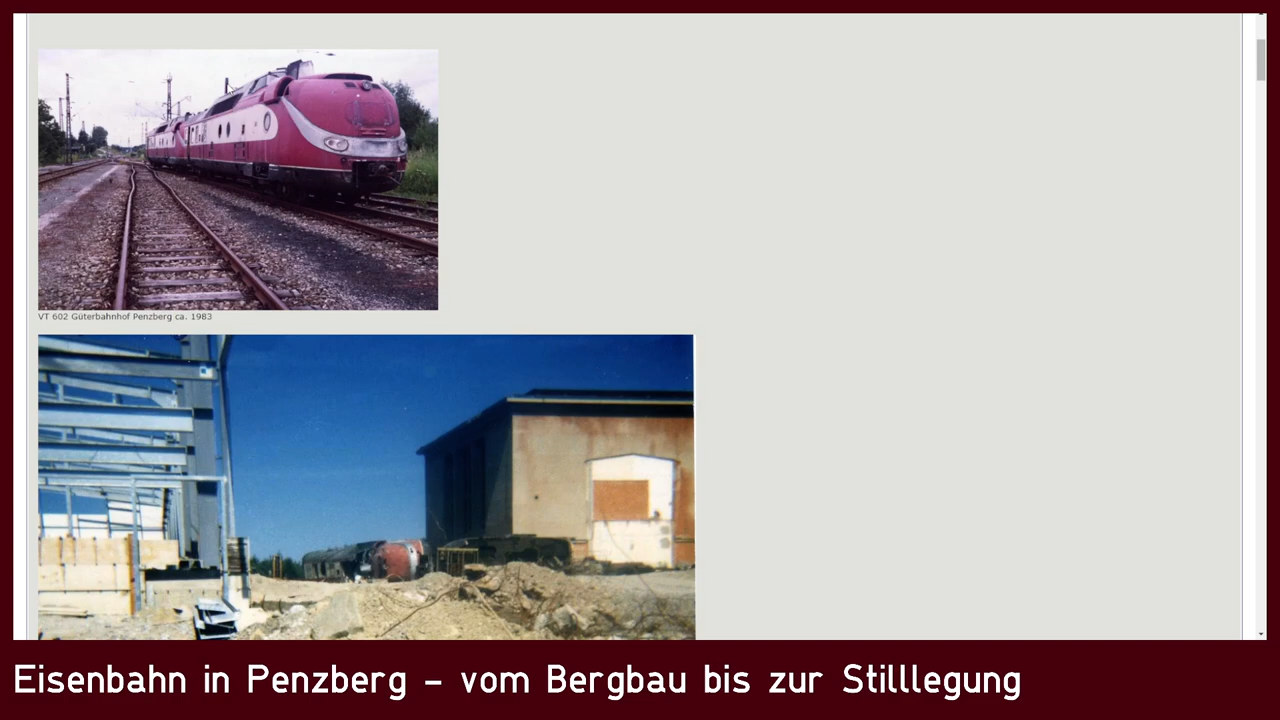 VT 602 Güterbahnhof Penzberg ca. 1983
Eisenbahn in Penzberg – vom Bergbau bis zur Stilllegung